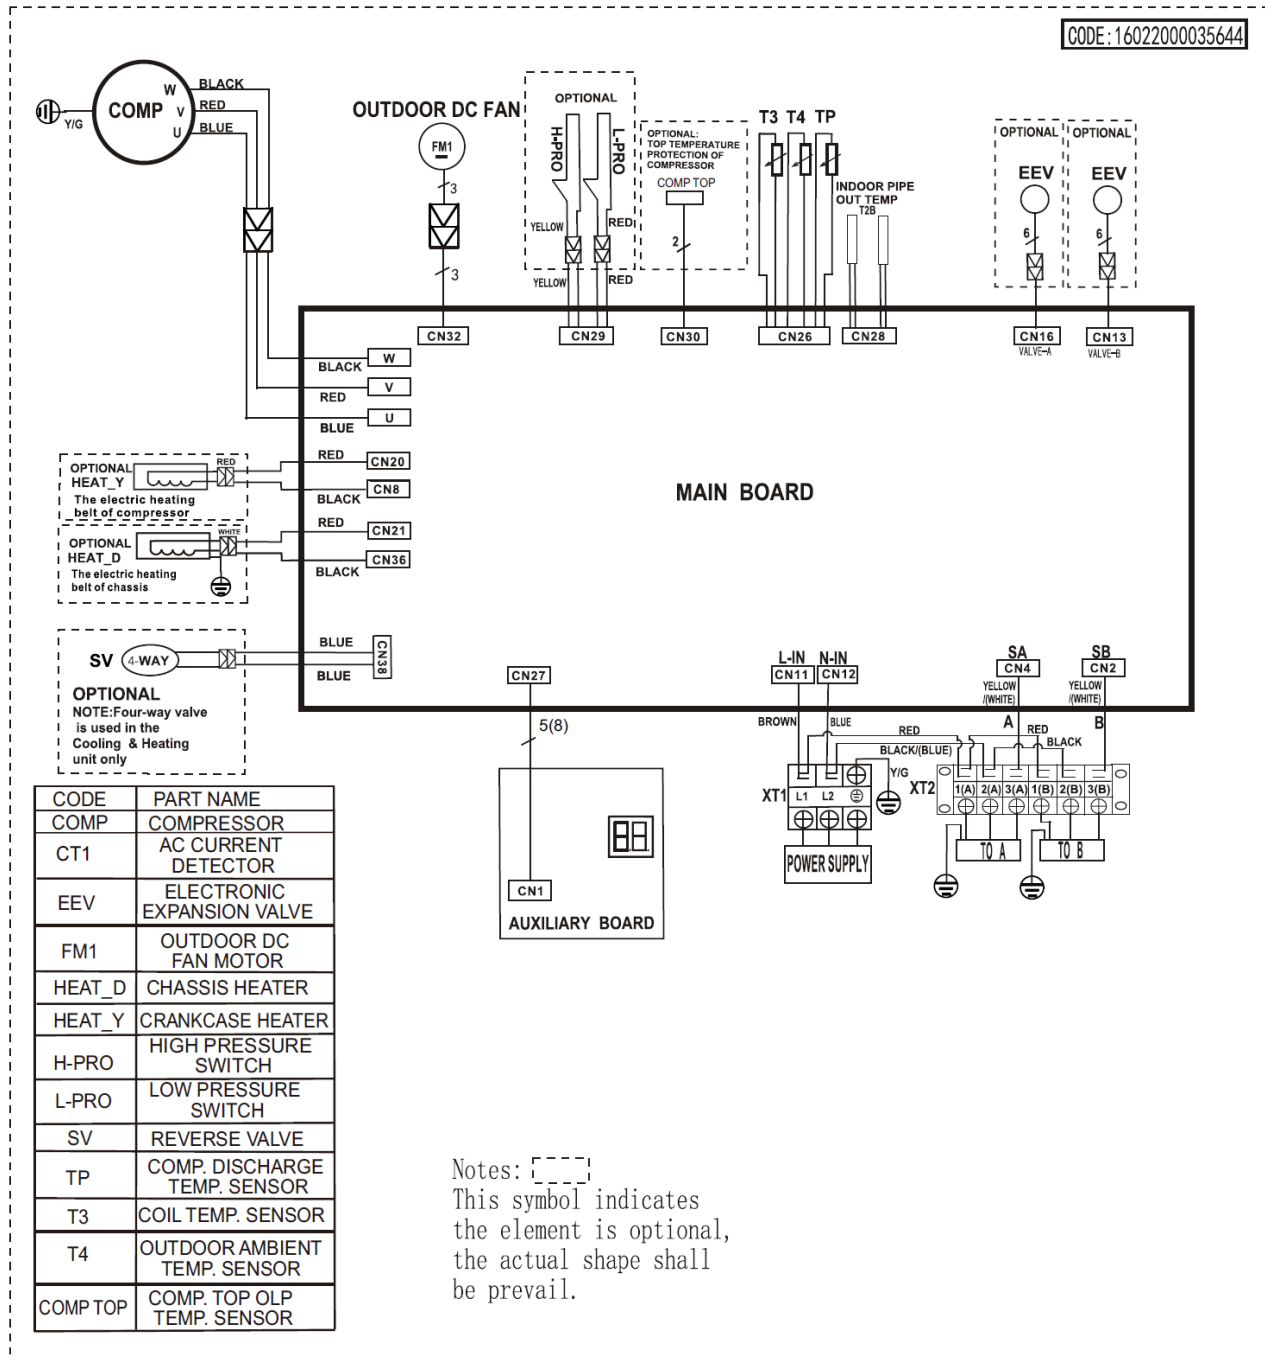 CODE:16022000035644
COMP
W
V
U
BLACK
RED
BLUE
Y/G
OUTDOOR DC FAN
FM1
3
3
OPTIONAL
H-PRO
L-PRO
YELLOW
RED
YELLOW
RED
OPTIONAL:
TOP TEMPERATURE
PROTECTION OF
COMPRESSOR
COMP TOP
2
T3 T4 TP
INDOOR PIPE
OUT TEMP
T2B
OPTIONAL
EEV
6
OPTIONAL
EEV
6
CN32
CN29
CN30
CN26
CN28
CN16
VALVE-A
CN13
VALVE-B
BLACK
W
RED
V
BLUE
U
OPTIONAL
HEAT_Y
The electric heating
belt of compressor
RED
RED
CN20
BLACK
CN8
OPTIONAL
HEAT_D
The electric heating
belt of chassis
WHITE
RED
CN21
BLACK
CN36
MAIN BOARD
SV
4-WAY
OPTIONAL
NOTE:Four-way valve
is used in the
Cooling & Heating
unit only
BLUE
BLUE
CN38
CN27
5(8)
L-IN
N-IN
CN11
CN12
BROWN
BLUE
SA
CN4
YELLOW
/(WHITE)
A
SB
CN2
YELLOW
/(WHITE)
B
RED
BLACK/(BLUE)
RED
BLACK
Y/G
XT1
L1
L2
POWER SUPPLY
XT2
1(A)
2(A)
3(A)
1(B)
2(B)
3(B)
TO A
TO B
CN1
AUXILIARY BOARD
CODE PART NAME
COMP COMPRESSOR
CT1 AC CURRENT
DETECTOR
EEV ELECTRONIC
EXPANSION VALVE
FM1 OUTDOOR DC
FAN MOTOR
HEAT_D CHASSIS HEATER
HEAT_Y CRANKCASE HEATER
H-PRO HIGH PRESSURE
SWITCH
L-PRO LOW PRESSURE
SWITCH
SV REVERSE VALVE
TP COMP. DISCHARGE
TEMP. SENSOR
T3 COIL TEMP. SENSOR
T4 OUTDOOR AMBIENT
TEMP. SENSOR
COMP TOP COMP. TOP OLP
TEMP. SENSOR
Notes:
This symbol indicates
the element is optional,
the actual shape shall
be prevail.